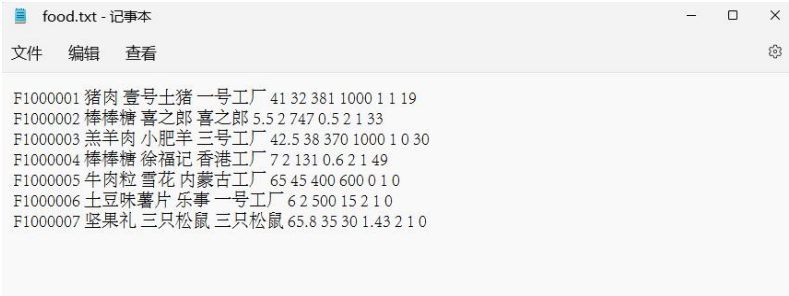 food.txt - 记事本
文件 编辑 查看
F1000001 猪肉 壹号土猪 一号工厂 41 32 381 1000 1 1 19
F1000002 棒棒糖 喜之郎 喜之郎 5.5 2 747 0.5 2 1 33
F1000003 羔羊肉 小肥羊 三号工厂 42.5 38 370 1000 1 0 30
F1000004 棒棒糖 徐福记 香港工厂 7 2 131 0.6 2 1 49
F1000005 牛肉粒 雪花 内蒙古工厂 65 45 400 600 0 1 0
F1000006 土豆味薯片 乐事 一号工厂 6 2 500 15 2 1 0
F1000007 坚果礼 三只松鼠 三只松鼠 65.8 35 30 1.43 2 1 0